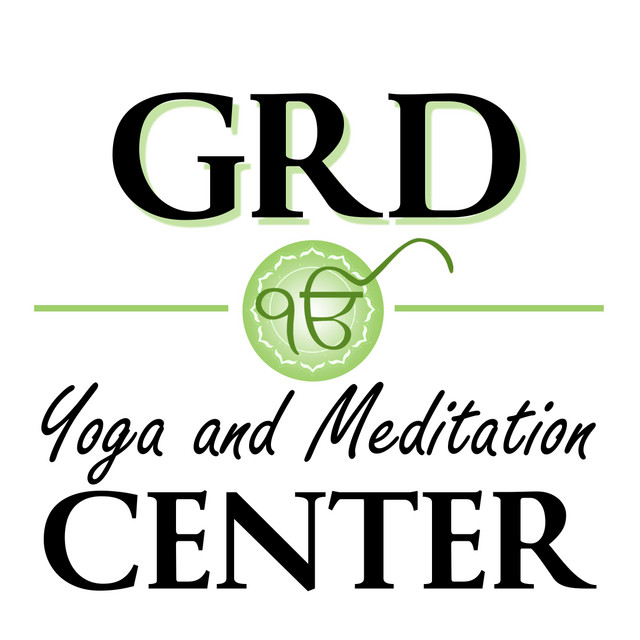 GRD
ੴ
Yoga and Meditation
CENTER